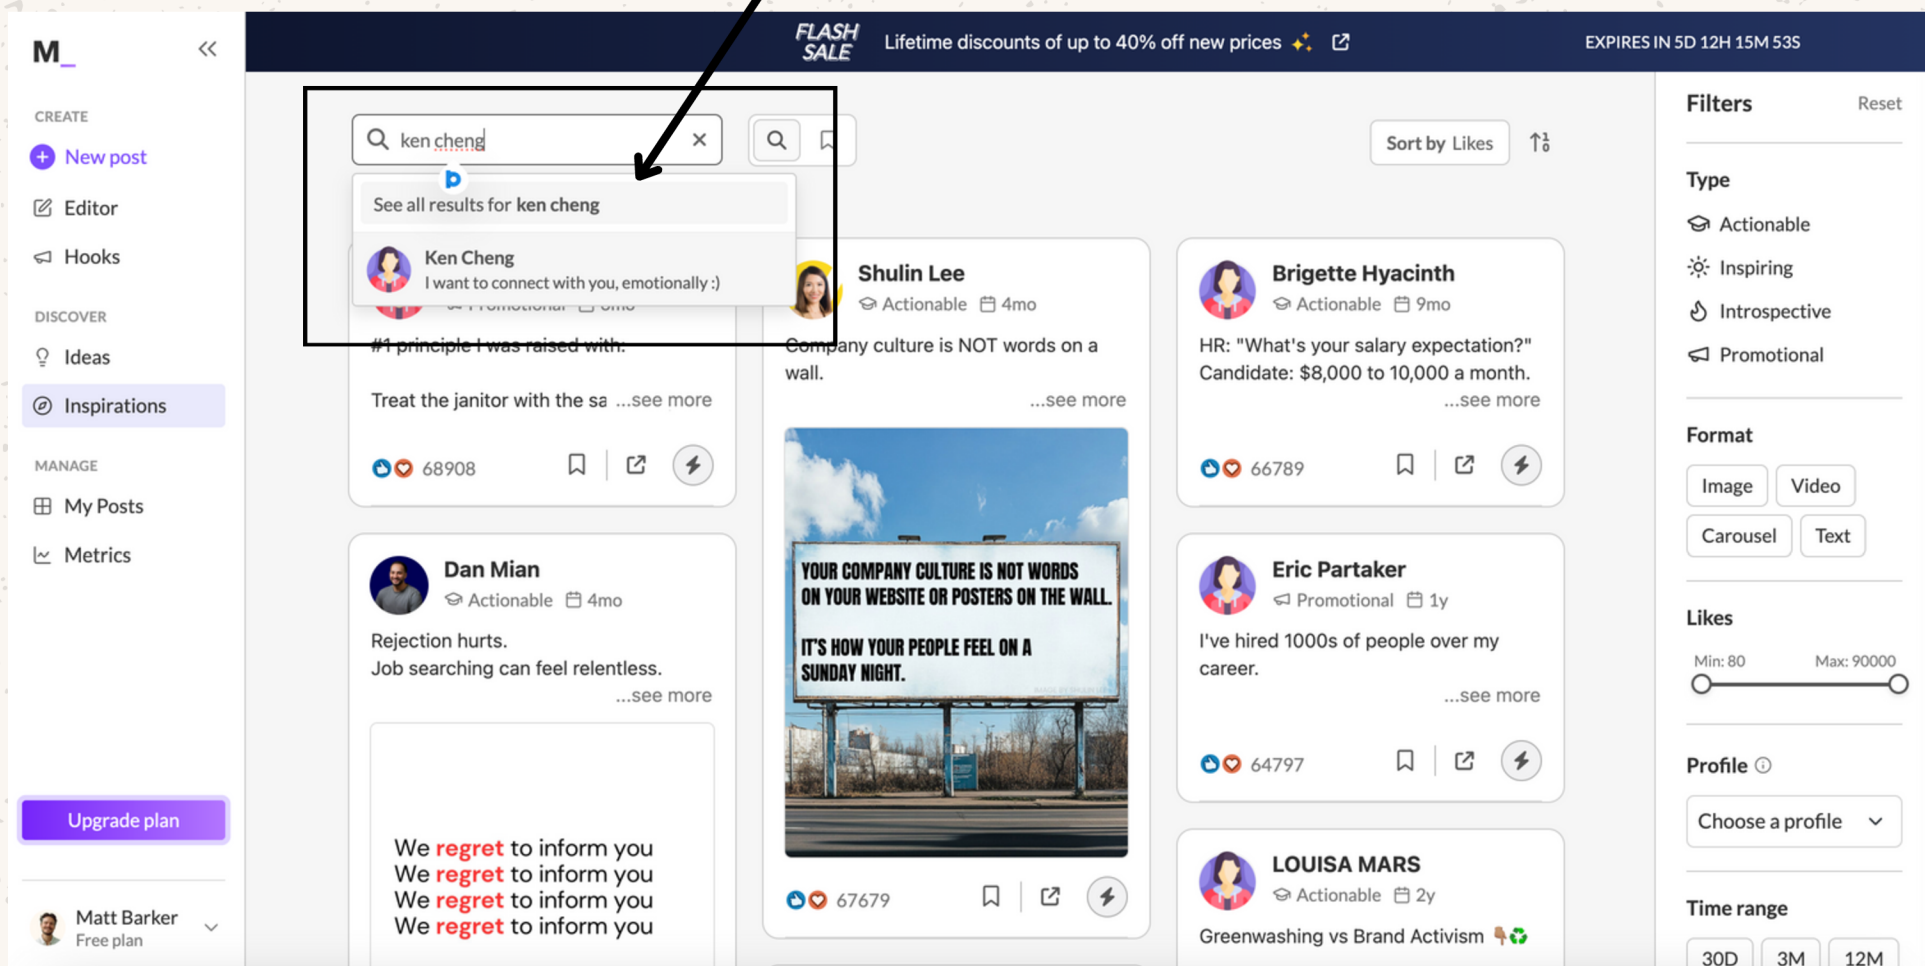 M_
FLASH
SALE
Lifetime discounts of up to 40% off new prices
EXPIRES IN 5D 12H 15M 53S
CREATE
New post
Editor
Hooks
DISCOVER
Ideas
Inspirations
MANAGE
My Posts
Metrics
Upgrade plan
Matt Barker
Free plan
ken cheng
See all results for ken cheng
Ken Cheng
I want to connect with you, emotionally :)
Sort by Likes
Promotional
#1 principle I was raised with:
Treat the janitor with the sa ...see more
68908
Shulin Lee
Actionable 4mo
Company culture is NOT words on a
wall.
...see more
YOUR COMPANY CULTURE IS NOT WORDS
ON YOUR WEBSITE OR POSTERS ON THE WALL.
IT'S HOW YOUR PEOPLE FEEL ON A
SUNDAY NIGHT.
67679
Brigette Hyacinth
Actionable 9mo
HR: "What's your salary expectation?"
Candidate: $8,000 to 10,000 a month.
...see more
66789
Dan Mian
Actionable 4mo
Rejection hurts.
Job searching can feel relentless.
...see more
We regret to inform you
We regret to inform you
We regret to inform you
We regret to inform you
Eric Partaker
Promotional 1y
I've hired 1000s of people over my
career.
...see more
64797
LOUISA MARS
Actionable 2y
Greenwashing vs Brand Activism
Filters Reset
Type
Actionable
Inspiring
Introspective
Promotional
Format
Image Video
Carousel Text
Likes
Min: 80 Max: 90000
Profile
Choose a profile
Time range
30D 3M 12M